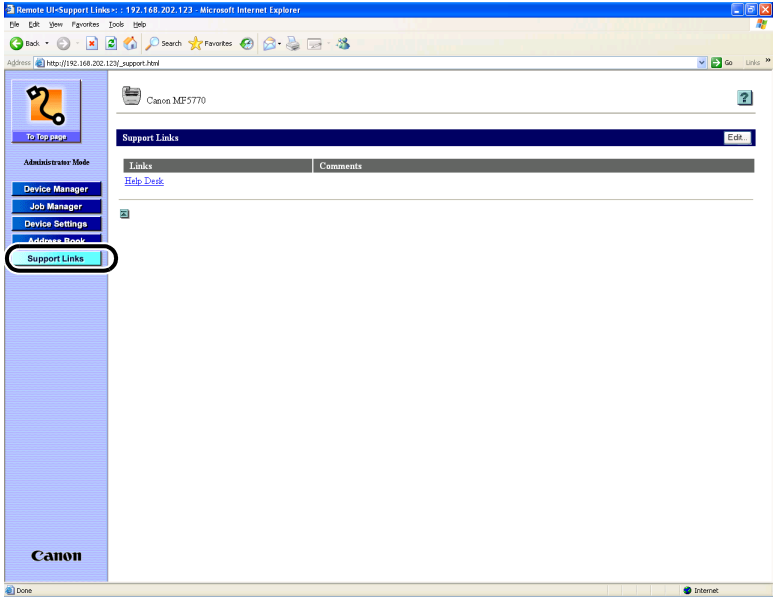 Remote UI<Support Links>: : 192.168.202.123 - Microsoft Internet Explorer
File Edit View Favorites Tools Help
Back Search Favorites
Address http://192.168.202.123/_support.html Go Links »
Canon MF5770
?
To Top page
Support Links Edit...
Administrator Mode
Links Comments
Help Desk
Device Manager
Job Manager
Device Settings
Address Book
Support Links
Canon
Done Internet